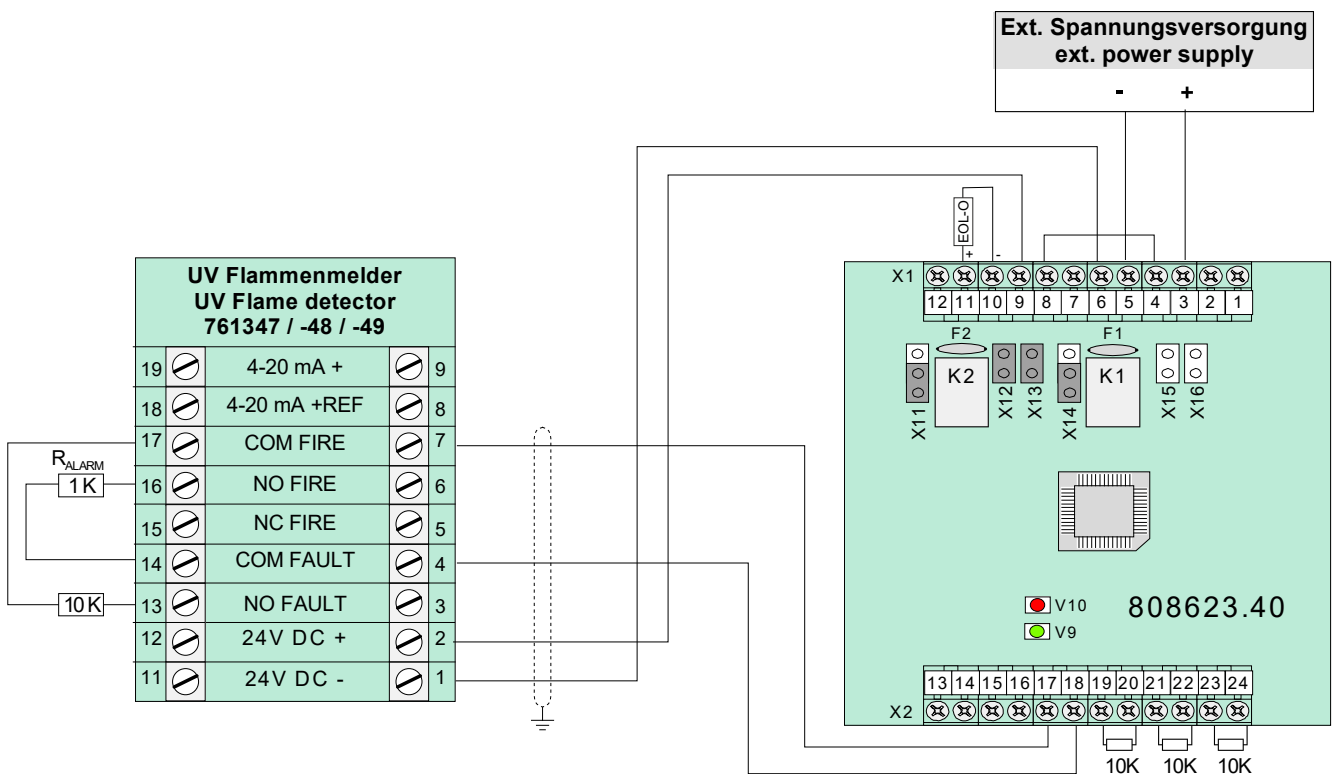 Ext. Spannungsversorgung
ext. power supply
- +
EOL-O
+ -
X1
12 11 10 9 8 7 6 5 4 3 2 1
F2 F1
K2 K1
X11 X12 X13 X14 X15 X16
UV Flammenmelder
UV Flame detector
761347 / -48 / -49
19 4-20 mA + 9
18 4-20 mA +REF 8
17 COM FIRE 7
RALARM
1K
16 NO FIRE 6
15 NC FIRE 5
14 COM FAULT 4
10K
13 NO FAULT 3
12 24V DC + 2
11 24V DC - 1
V10
V9
808623.40
13 14 15 16 17 18 19 20 21 22 23 24
X2
10K 10K 10K